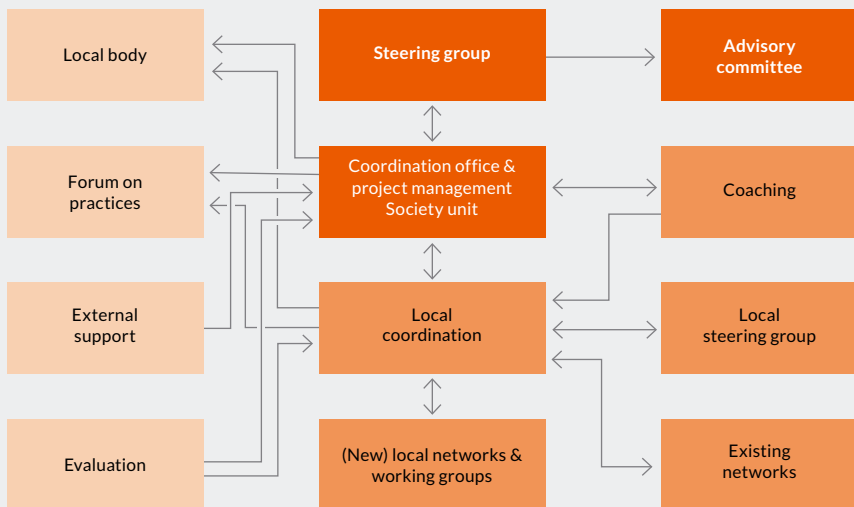 Local body
Steering group
Advisory
committee
Forum on
practices
Coordination office &
project management
Society unit
Coaching
External
support
Local
coordination
Local
steering group
Evaluation
(New) local networks &
working groups
Existing
networks